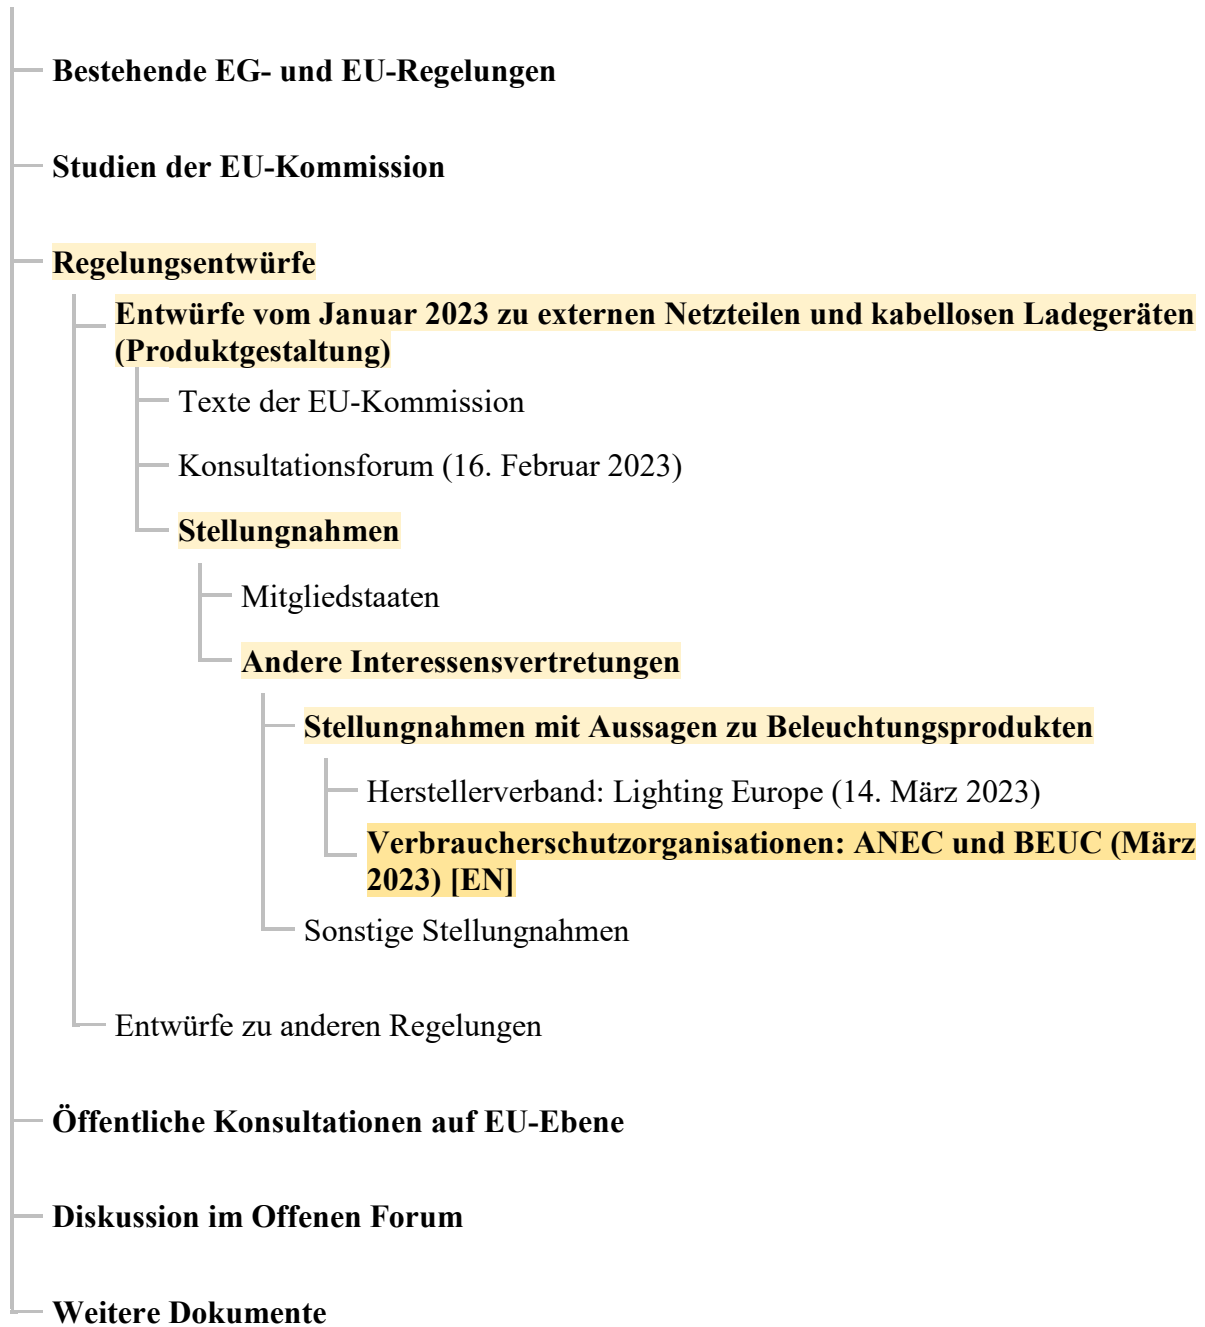 Bestehende EG- und EU-Regelungen
Studien der EU-Kommission
Regelungsentwürfe
Entwürfe vom Januar 2023 zu externen Netzteilen und kabellosen Ladegeräten
(Produktgestaltung)
Texte der EU-Kommission
Konsultationsforum (16. Februar 2023)
Stellungnahmen
Mitgliedstaaten
Andere Interessensvertretungen
Stellungnahmen mit Aussagen zu Beleuchtungsprodukten
Herstellerverband: Lighting Europe (14. März 2023)
Verbraucherschutzorganisationen: ANEC und BEUC (März
2023) [EN]
Sonstige Stellungnahmen
Entwürfe zu anderen Regelungen
Öffentliche Konsultationen auf EU-Ebene
Diskussion im Offenen Forum
Weitere Dokumente